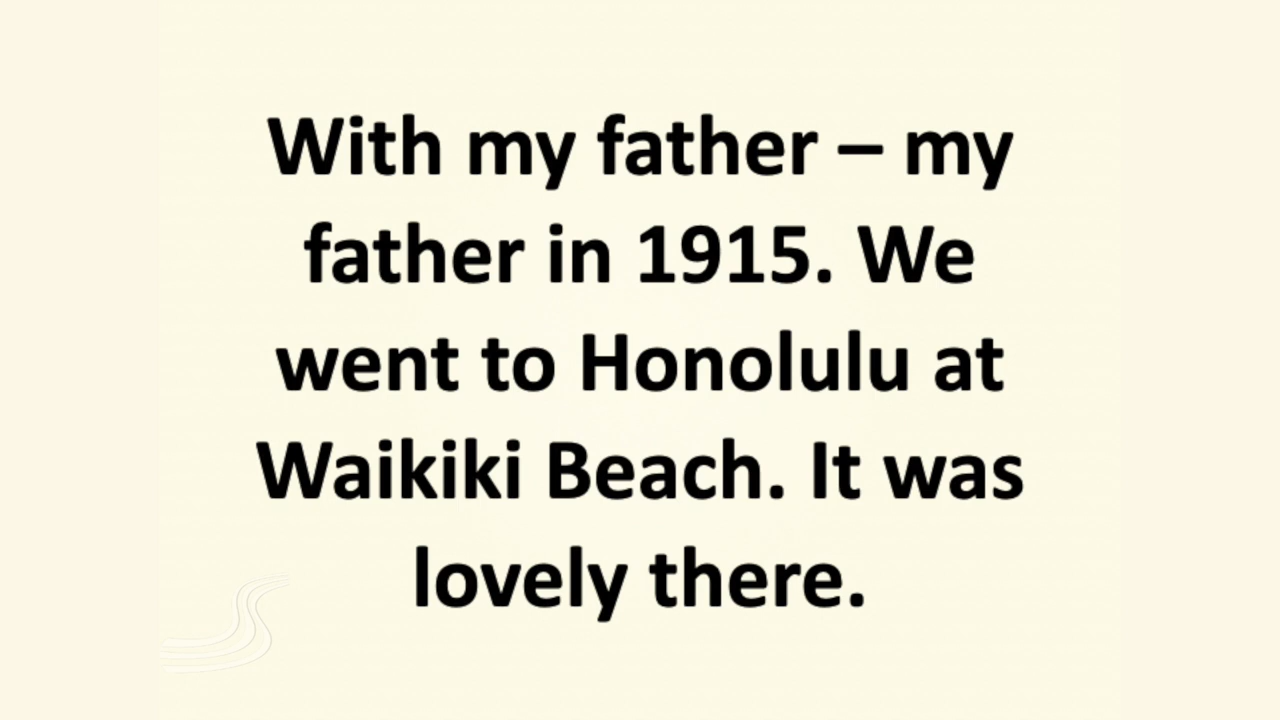 With my father – my
father in 1915. We
went to Honolulu at
Waikiki Beach. It was
lovely there.